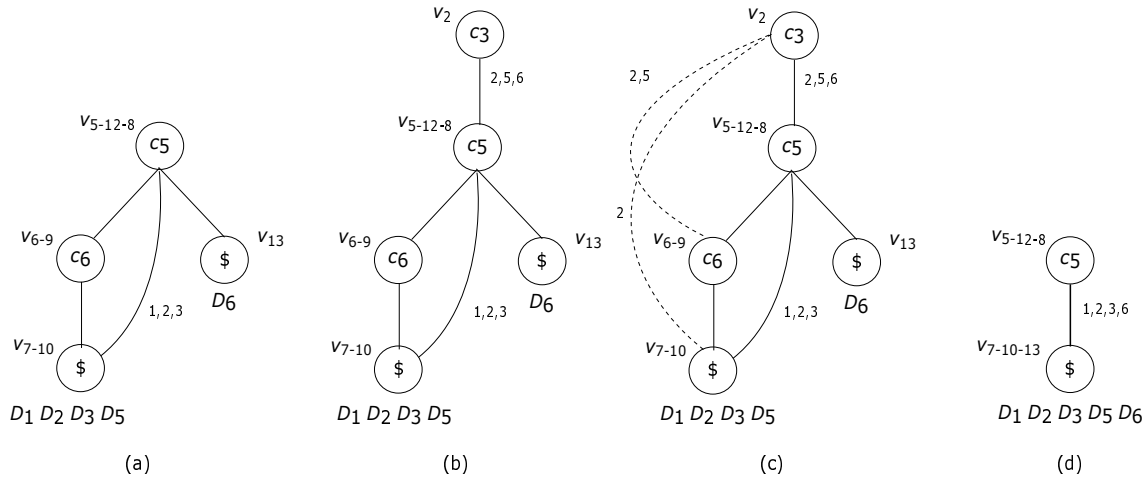 v5-12-8
c5
v6-9
c6
v13
$
D6
1,2,3
v7-10
$
D1 D2 D3 D5
(a)
v2
c3
2,5,6
v5-12-8
c5
v6-9
c6
v13
$
D6
1,2,3
v7-10
$
D1 D2 D3 D5
(b)
v2
c3
2,5
2,5,6
v5-12-8
c5
2
v6-9
c6
v13
$
D6
1,2,3
v7-10
$
D1 D2 D3 D5
(c)
v5-12-8
c5
1,2,3,6
v7-10-13
$
D1 D2 D3 D5 D6
(d)